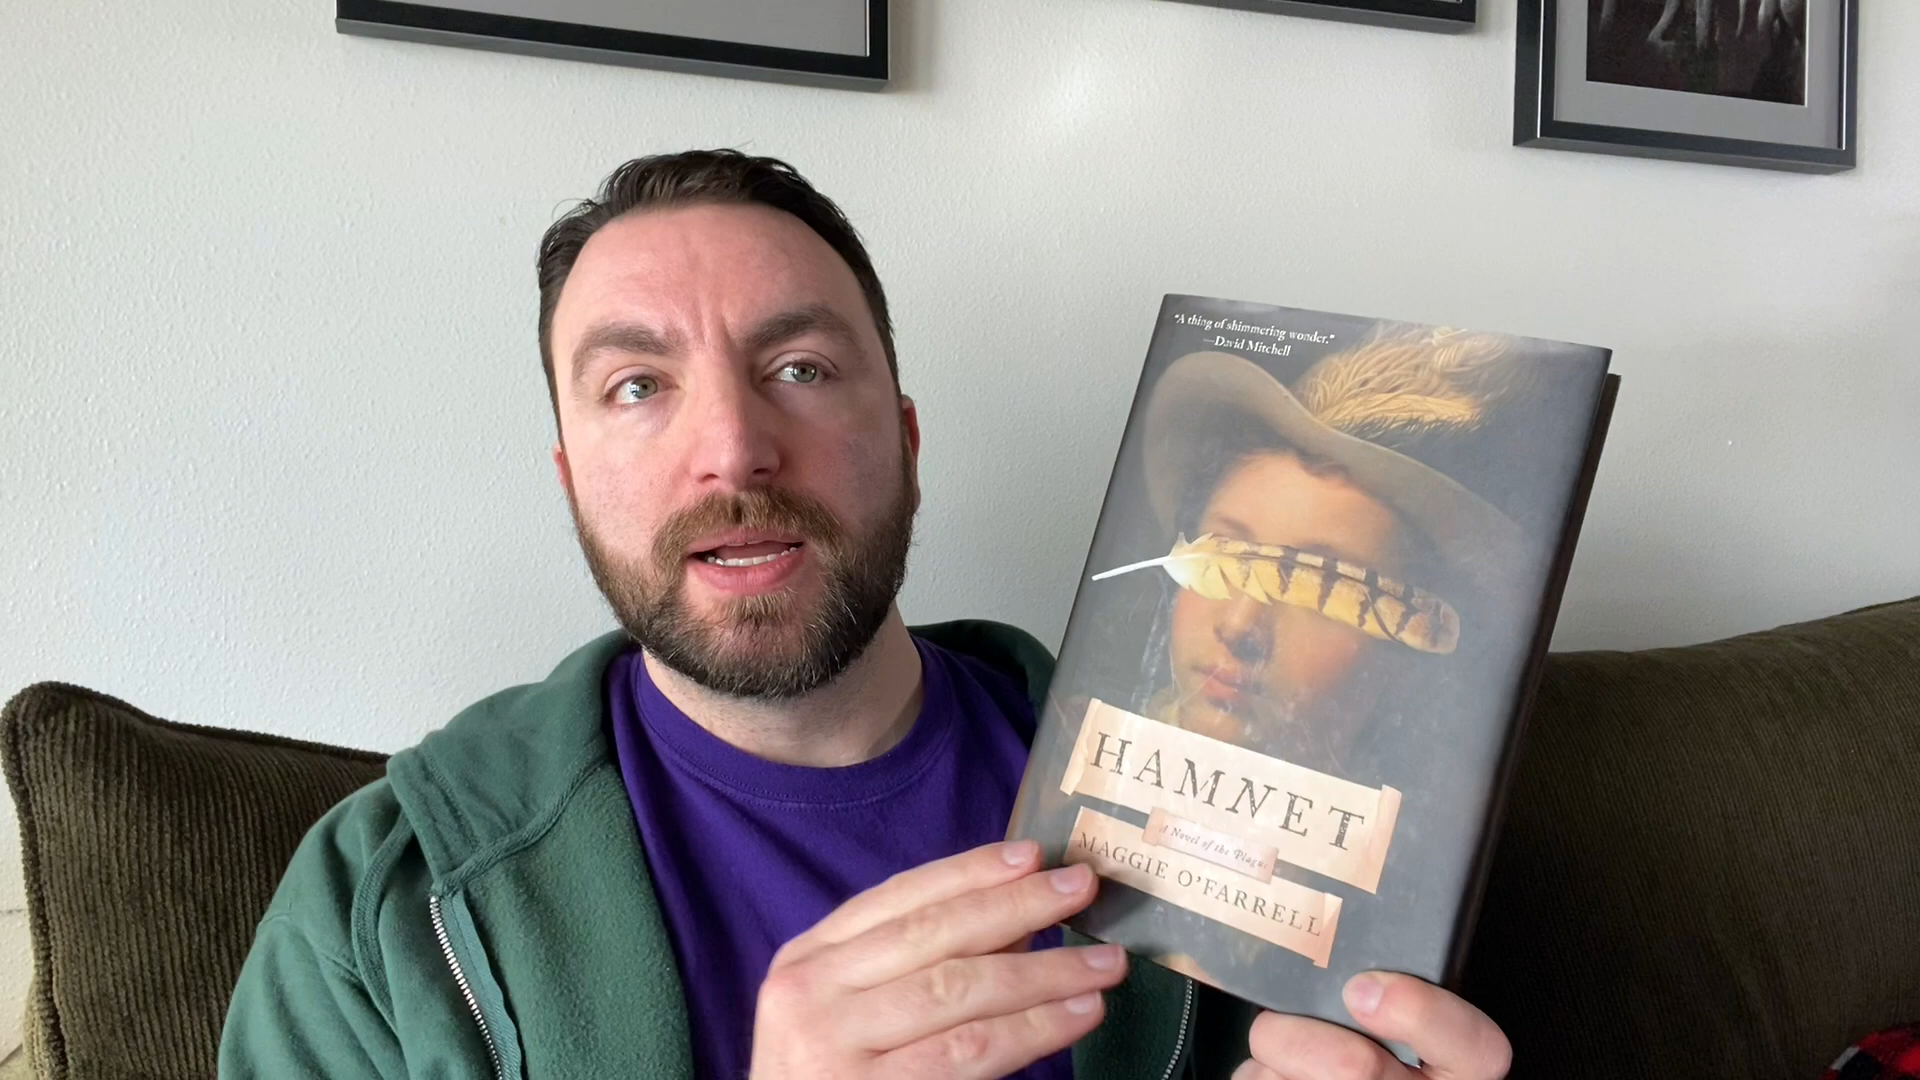 “A thing of shimmering wonder.”
—David Mitchell
HAMNET
A Novel of the Plague
MAGGIE O’FARRELL